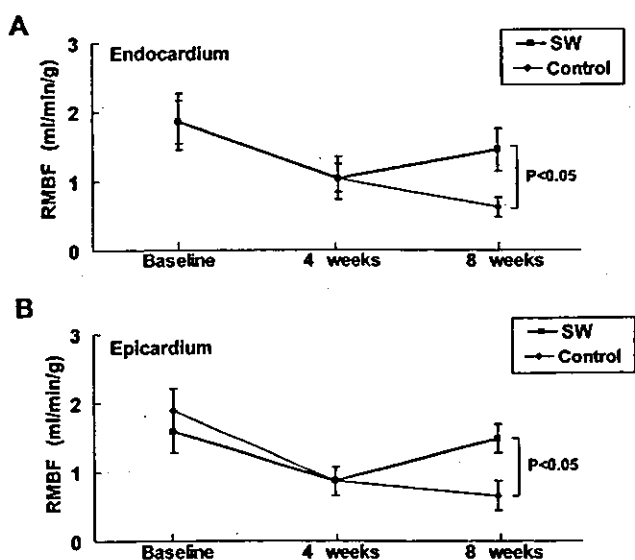 A
Endocardium
SW
Control
RMBF (ml/min/g)
3
2
1
0
P<0.05
Baseline
4 weeks
8 weeks
B
Epicardium
SW
Control
RMBF (ml/min/g)
3
2
1
0
P<0.05
Baseline
4 weeks
8 weeks